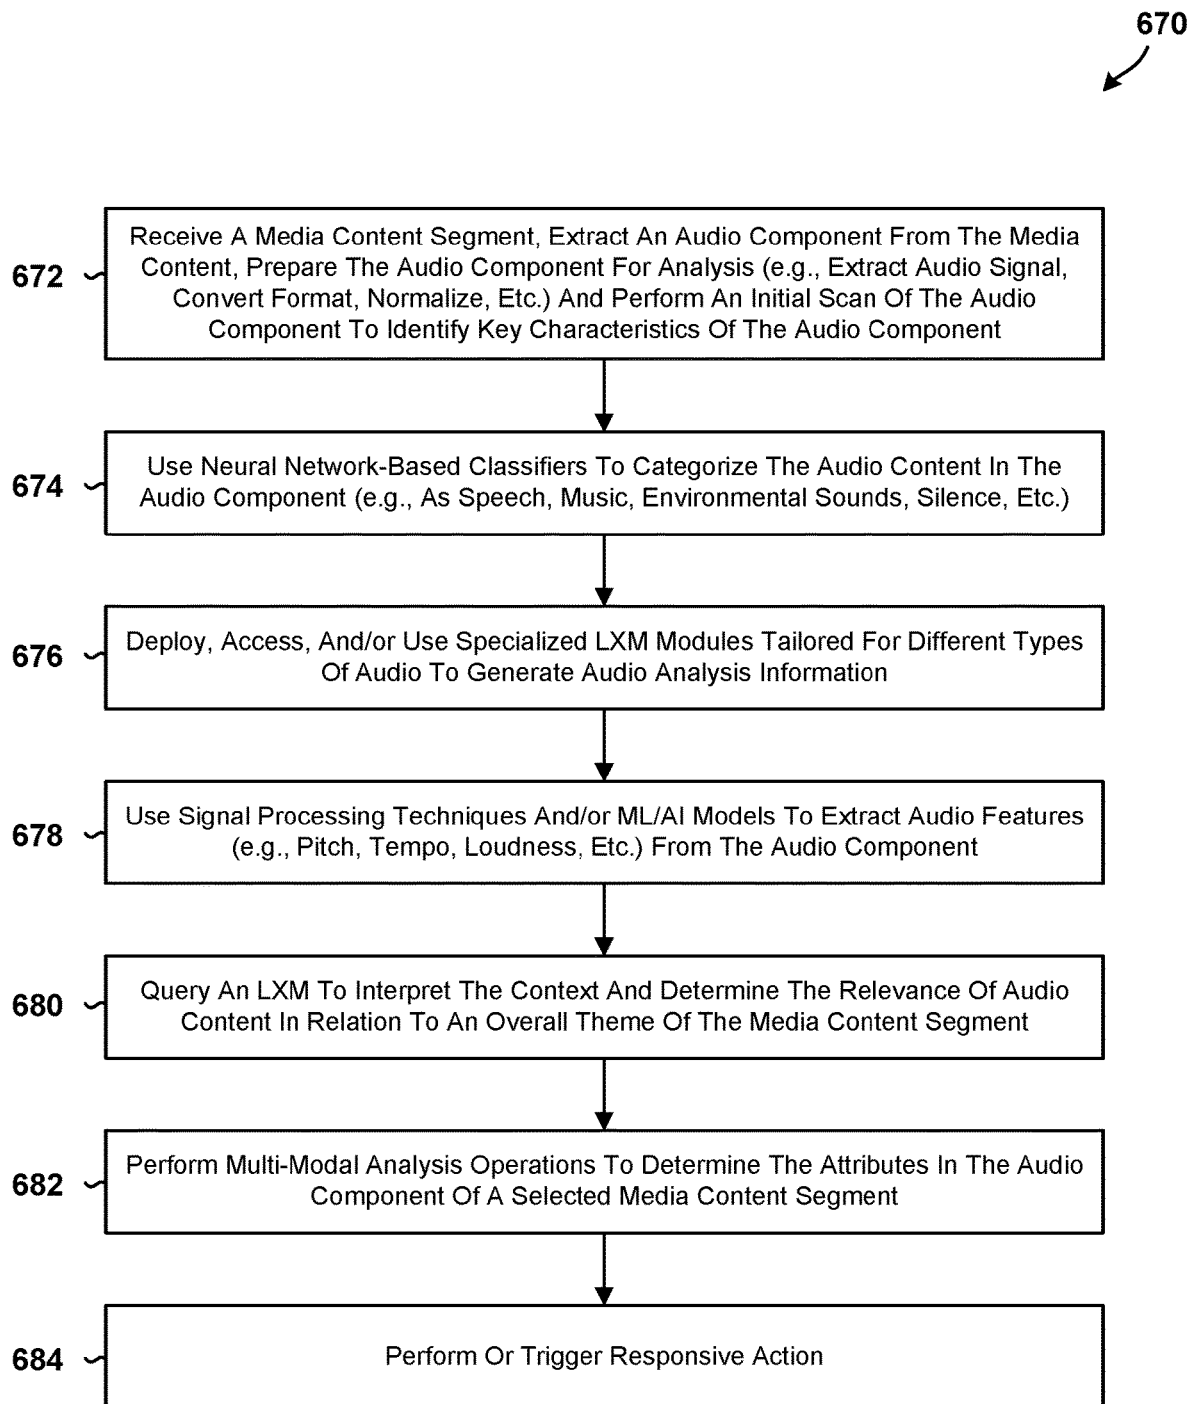 670
Receive A Media Content Segment, Extract An Audio Component From The Media
Content, Prepare The Audio Component For Analysis (e.g., Extract Audio Signal,
Convert Format, Normalize, Etc.) And Perform An Initial Scan Of The Audio
Component To Identify Key Characteristics Of The Audio Component
672
Use Neural Network-Based Classifiers To Categorize The Audio Content In The
Audio Component (e.g., As Speech, Music, Environmental Sounds, Silence, Etc.)
674
Deploy, Access, And/or Use Specialized LXM Modules Tailored For Different Types
Of Audio To Generate Audio Analysis Information
676
Use Signal Processing Techniques And/or ML/AI Models To Extract Audio Features
(e.g., Pitch, Tempo, Loudness, Etc.) From The Audio Component
678
Query An LXM To Interpret The Context And Determine The Relevance Of Audio
Content In Relation To An Overall Theme Of The Media Content Segment
680
Perform Multi-Modal Analysis Operations To Determine The Attributes In The Audio
Component Of A Selected Media Content Segment
682
Perform Or Trigger Responsive Action
684